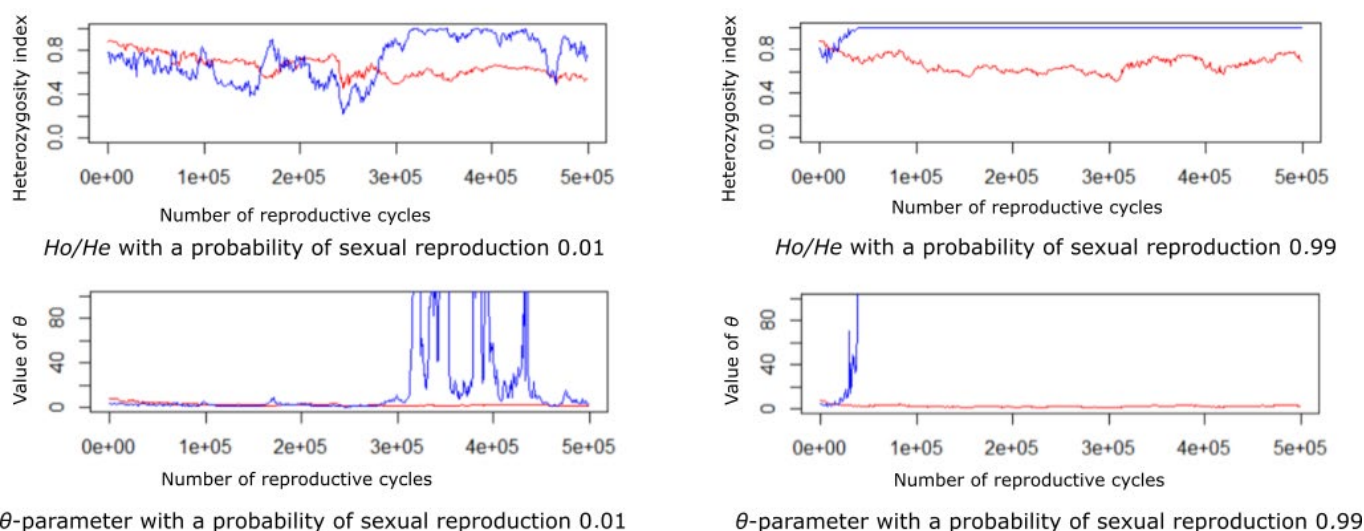 Heterozygosity index
0.0 0.4 0.8
0e+00 1e+05 2e+05 3e+05 4e+05 5e+05
Number of reproductive cycles
Ho/He with a probability of sexual reproduction 0.01
Heterozygosity index
0.0 0.4 0.8
0e+00 1e+05 2e+05 3e+05 4e+05 5e+05
Number of reproductive cycles
Ho/He with a probability of sexual reproduction 0.99
Value of θ
0 40 80
0e+00 1e+05 2e+05 3e+05 4e+05 5e+05
Number of reproductive cycles
θ-parameter with a probability of sexual reproduction 0.01
Value of θ
0 40 80
0e+00 1e+05 2e+05 3e+05 4e+05 5e+05
Number of reproductive cycles
θ-parameter with a probability of sexual reproduction 0.99